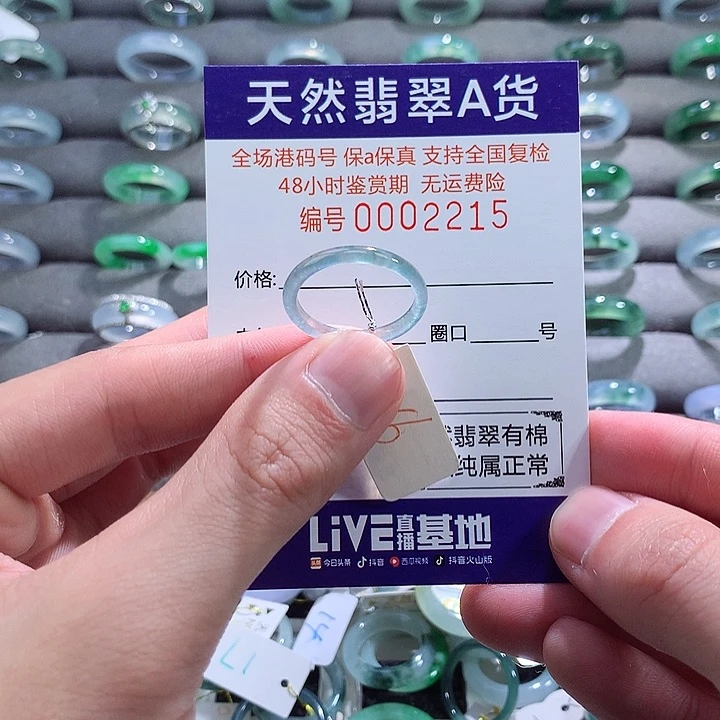 天然翡翠A货
全场港码号 保a保真 支持全国复检
48小时鉴赏期 无运费险
编号 0002215
价格:
圈口 号
翡翠有棉
纯属正常
LiVE直播基地
头条 今日头条 抖音 西瓜视频 抖音火山版
17